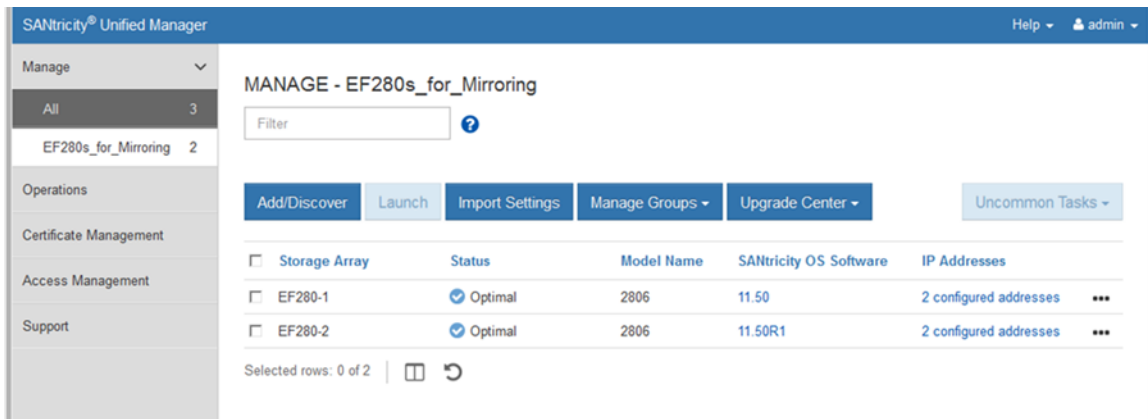 SANtricity® Unified Manager Help admin
Manage
All 3
EF280s_for_Mirroring 2
Operations
Certificate Management
Access Management
Support
MANAGE - EF280s_for_Mirroring
Filter ?
Add/Discover Launch Import Settings Manage Groups Upgrade Center Uncommon Tasks
Storage Array Status Model Name SANtricity OS Software IP Addresses
EF280-1 Optimal 2806 11.50 2 configured addresses •••
EF280-2 Optimal 2806 11.50R1 2 configured addresses •••
Selected rows: 0 of 2